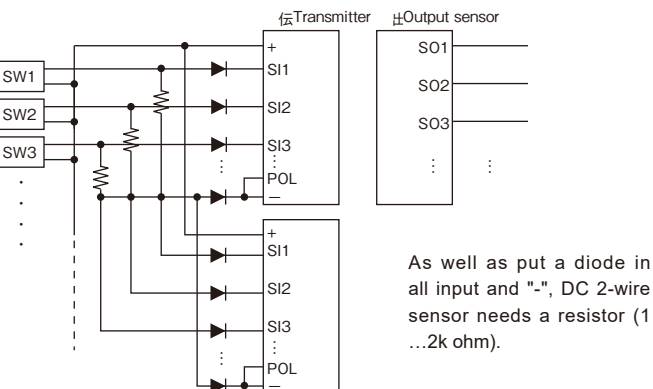 伝Transmitter
出Output sensor
+
SI1
SI2
SI3
POL
−
SO1
SO2
SO3
SW1
SW2
SW3
+
SI1
SI2
SI3
POL
−
As well as put a diode in
all input and "-", DC 2-wire
sensor needs a resistor (1
…2k ohm).